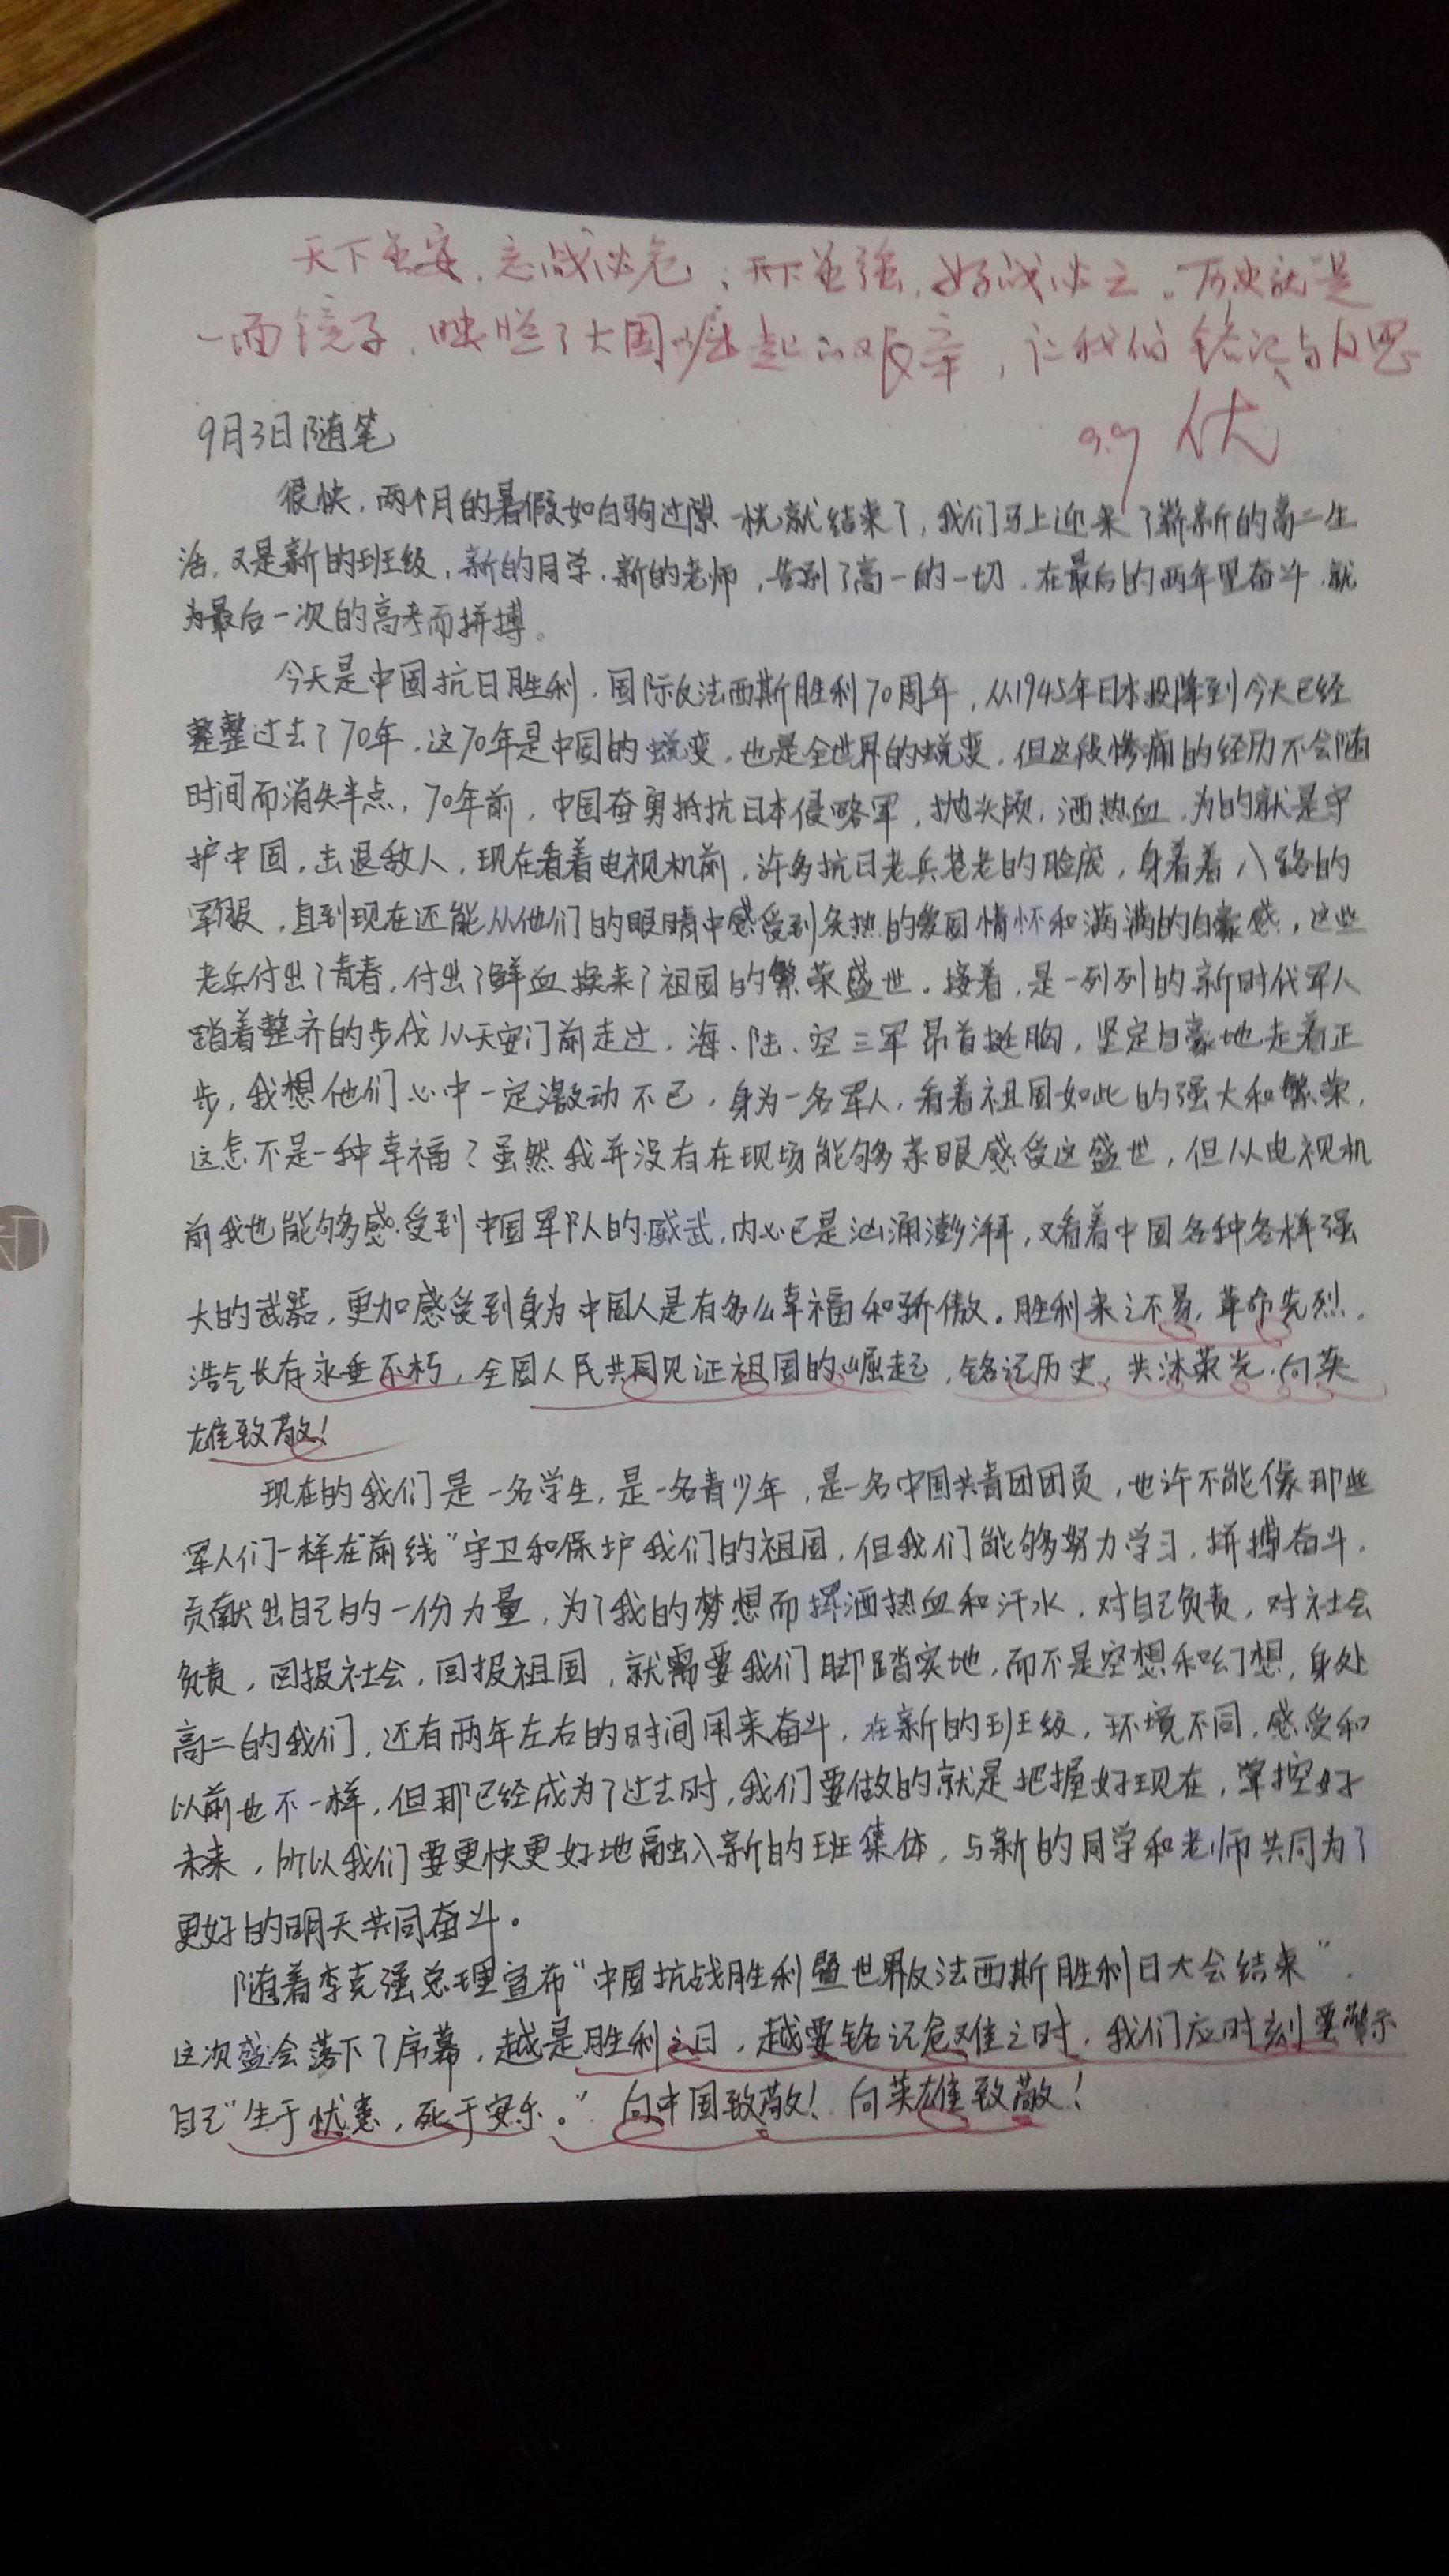 天下虽安，忘战必危；天下虽强，好战必亡。历史就是
一面镜子，映照了大国崛起的艰辛，让我们铭记与反思
9.9
9月3日随笔
很快，两个月的暑假如白驹过隙一恍就结束了，我们马上迎来了崭新的高二生
活，又是新的班级，新的同学，新的老师，告别了高一的一切，在最后的两年里奋斗，就
为最后一次的高考而拼搏。
今天是中国抗日胜利，国际反法西斯胜利70周年，从1945年日本投降到今天已经
整整过去了70年，这70年是中国的蜕变，也是全世界的蜕变，但这段惨痛的经历不会随
时间而消失半点，70年前，中国奋勇抵抗日本侵略军，抛头颅，洒热血，为的就是守
护中国，击退敌人，现在看着电视机前，许多抗日老兵苍老的脸庞，身着着八路的
军服，直到现在还能从他们的眼睛中感受到炙热的爱国情怀和满满的自豪感，这些
老兵付出了青春，付出了鲜血换来了祖国的繁荣盛世。接着，是一列列的新时代军人
踏着整齐的步伐从天安门前走过，海、陆、空三军昂首挺胸，坚定自豪地走着正
步，我想他们心中一定激动不已，身为一名军人，看着祖国如此的强大和繁荣，
这怎不是一种幸福？虽然我并没有在现场能够亲眼感受这盛世，但从电视机
前我也能够感受到中国军队的威武，内心已是汹涌澎湃，又看着中国各种各样强
大的武器，更加感受到身为中国人是有多么幸福和骄傲。胜利来之不易，革命先烈，
浩气长存永垂不朽，全国人民共同见证祖国的崛起，铭记历史，共沐荣光，向英
雄致敬！
现在的我们是一名学生，是一名青少年，是一名中国共青团团员，也许不能像那些
军人们一样在“前线”守卫和保护我们的祖国，但我们能够努力学习，拼搏奋斗，
贡献出自己的一份力量，为了我的梦想而挥洒热血和汗水，对自己负责，对社会
负责，回报社会，回报祖国，就需要我们脚踏实地，而不是空想和幻想，身处
高二的我们，还有两年左右的时间用来奋斗，在新的班级，环境不同，感受和
以前也不一样，但那已经成为了过去时，我们要做的就是把握好现在，掌控好
未来，所以我们要更快更好地融入新的班集体，与新的同学和老师共同为了
更好的明天共同奋斗。
随着李克强总理宣布“中国抗战胜利暨世界反法西斯胜利日大会结束”，
这次盛会落下了序幕，越是胜利之日，越要铭记危难之时，我们应时刻要警示
自己“生于忧患，死于安乐。”向中国致敬！向英雄致敬！